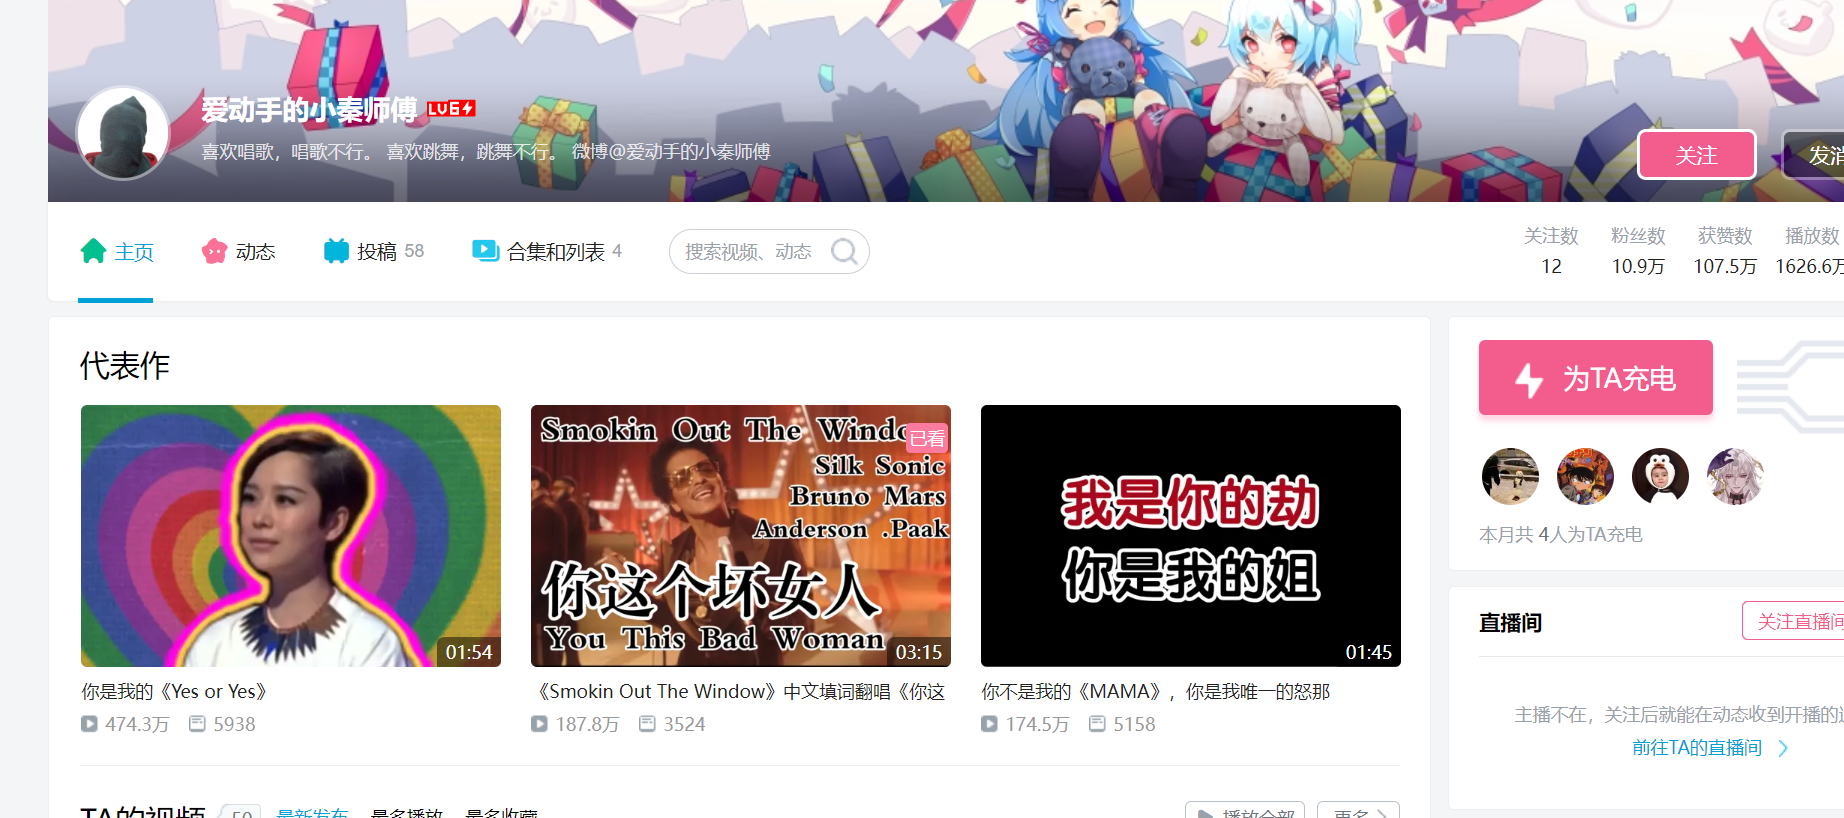 爱动手的小秦师傅 LV6
喜欢唱歌，唱歌不行。 喜欢跳舞，跳舞不行。 微博@爱动手的小秦师傅
关注
发消
主页
动态
投稿 58
合集和列表 4
搜索视频、动态
关注数 粉丝数 获赞数 播放数
12 10.9万 107.5万 1626.6万
代表作
01:54
你是我的《Yes or Yes》
474.3万 5938
Smokin Out The Windo
已看
Silk Sonic
Bruno Mars
Anderson .Paak
你这个坏女人
You This Bad Woman
03:15
《Smokin Out The Window》中文填词翻唱《你这
187.8万 3524
我是你的劫
你是我的姐
01:45
你不是我的《MAMA》，你是我唯一的怒那
174.5万 5158
为TA充电
本月共 4人为TA充电
直播间
关注直播间
主播不在，关注后就能在动态收到开播的
前往TA的直播间
TA的视频
最新发布 最多播放 最多收藏
播放全部
更多